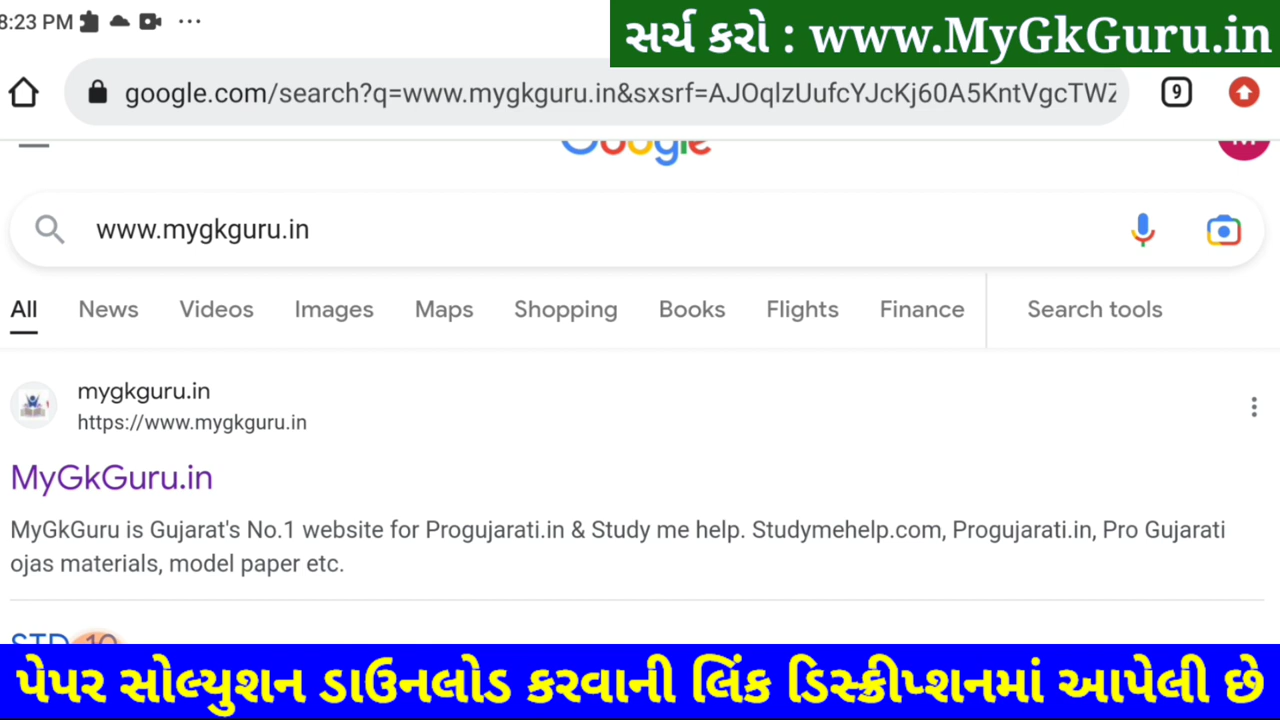 8:23 PM
સર્ચ કરો : www.MyGkGuru.in
google.com/search?q=www.mygkguru.in&sxsrf=AJOqlzUufcYJcKj60A5KntVgcTWZ
9
Google
www.mygkguru.in
All News Videos Images Maps Shopping Books Flights Finance Search tools
mygkguru.in
https://www.mygkguru.in
MyGkGuru.in
MyGkGuru is Gujarat's No.1 website for Progujarati.in & Study me help. Studymehelp.com, Progujarati.in, Pro Gujarati
ojas materials, model paper etc.
STD 10
પેપર સોલ્યુશન ડાઉનલોડ કરવાની લિંક ડિસ્ક્રીપ્શનમાં આપેલી છે